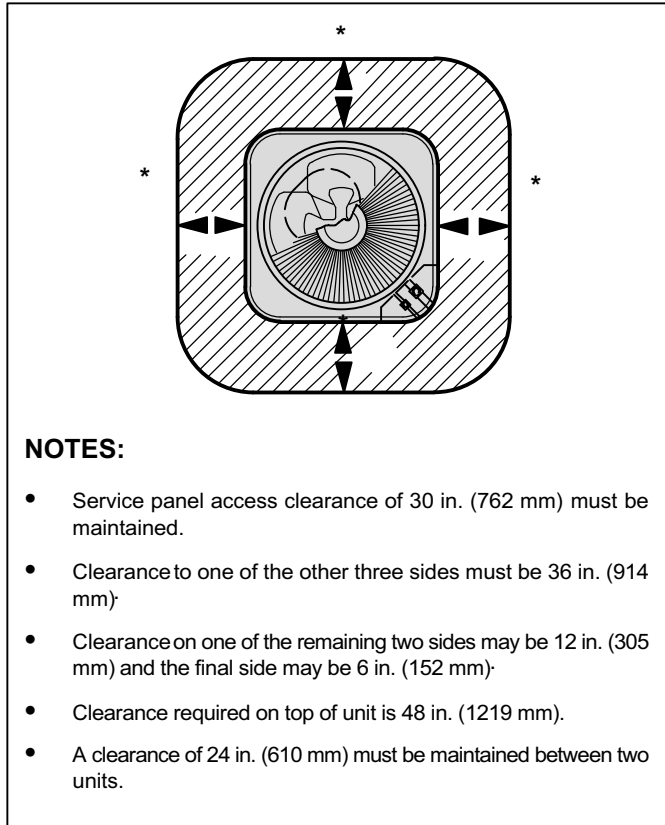 *
*
*
*
NOTES:
• Service panel access clearance of 30 in. (762 mm) must be
maintained.
• Clearance to one of the other three sides must be 36 in. (914
mm).
• Clearance on one of the remaining two sides may be 12 in. (305
mm) and the final side may be 6 in. (152 mm).
• Clearance required on top of unit is 48 in. (1219 mm).
• A clearance of 24 in. (610 mm) must be maintained between two
units.